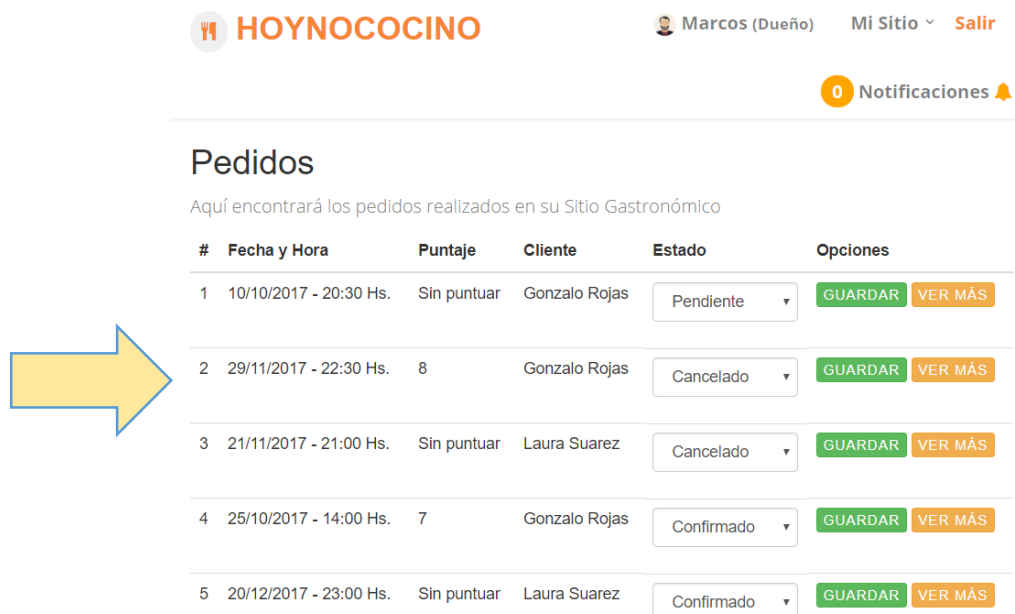 HOYNOCOCINO
Marcos (Dueño) Mi Sitio Salir
0 Notificaciones
Pedidos
Aquí encontrará los pedidos realizados en su Sitio Gastronómico
# Fecha y Hora Puntaje Cliente Estado Opciones
1 10/10/2017 - 20:30 Hs. Sin puntuar Gonzalo Rojas Pendiente GUARDAR VER MÁS
2 29/11/2017 - 22:30 Hs. 8 Gonzalo Rojas Cancelado GUARDAR VER MÁS
3 21/11/2017 - 21:00 Hs. Sin puntuar Laura Suarez Cancelado GUARDAR VER MÁS
4 25/10/2017 - 14:00 Hs. 7 Gonzalo Rojas Confirmado GUARDAR VER MÁS
5 20/12/2017 - 23:00 Hs. Sin puntuar Laura Suarez Confirmado GUARDAR VER MÁS